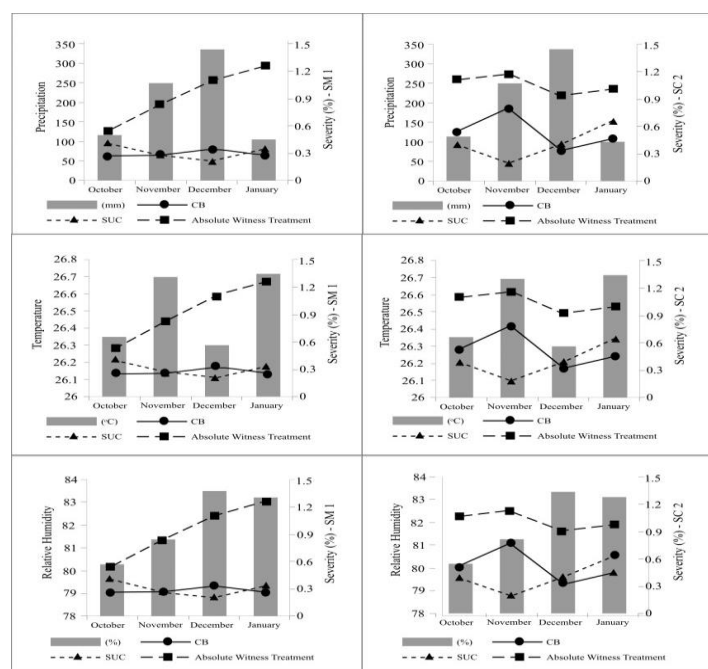 350
300
250
200
150
100
50
0
Precipitation
1.5
1.2
0.9
0.6
0.3
0
Severity (%) - SM 1
October November December January
(mm) CB
SUC Absolute Witness Treatment
350
300
250
200
150
100
50
0
Precipitation
1.5
1.2
0.9
0.6
0.3
0
Severity (%) - SC 2
October November December January
(mm) CB
SUC Absolute Witness Treatment
26.8
26.7
26.6
26.4
26.3
26.2
26.1
26
Temperature
1.5
1.2
0.9
0.6
0.3
0
Severity (%) - SM 1
October November December January
(ºC) CB
SUC Absolute Witness Treatment
26.8
26.7
26.6
26.4
26.3
26.2
26.1
26
Temperature
1.5
1.2
0.9
0.6
0.3
0
Severity (%) - SC 2
October November December January
(ºC) CB
SUC Absolute Witness Treatment
84
83
82
81
80
79
78
Relative Humidity
1.5
1.2
0.9
0.6
0.3
0
Severity (%) - SM 1
October November December January
(%) CB
SUC Absolute Witness Treatment
84
83
82
81
80
79
78
Relative Humidity
1.5
1.2
0.9
0.6
0.3
0
Severity (%) - SC 2
October November December January
(%) CB
SUC Absolute Witness Treatment